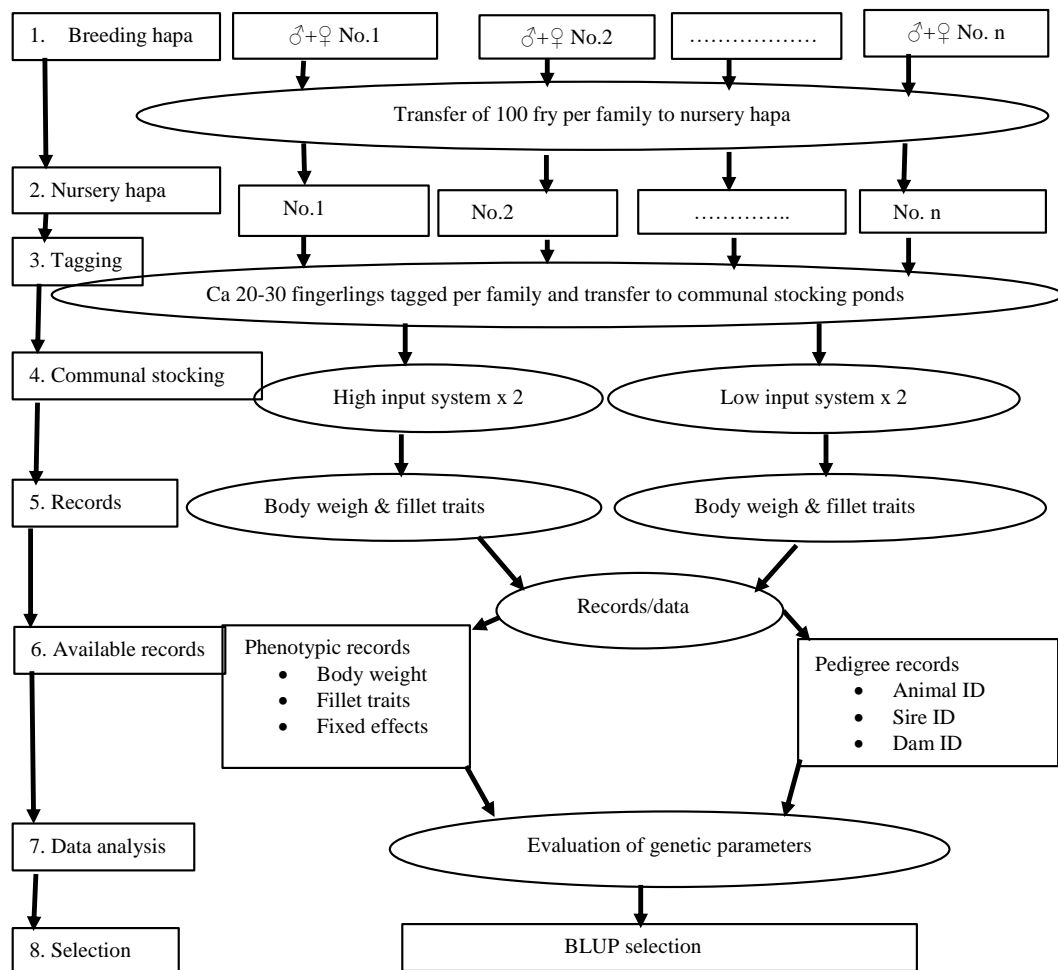 1. Breeding hapa
♂+♀ No.1
♂+♀ No.2
………………
♂+♀ No. n
Transfer of 100 fry per family to nursery hapa
2. Nursery hapa
No.1
No.2
…………..
No. n
3. Tagging
Ca 20-30 fingerlings tagged per family and transfer to communal stocking ponds
4. Communal stocking
High input system x 2
Low input system x 2
5. Records
Body weigh & fillet traits
Body weigh & fillet traits
Records/data
6. Available records
Phenotypic records
• Body weight
• Fillet traits
• Fixed effects
Pedigree records
• Animal ID
• Sire ID
• Dam ID
7. Data analysis
Evaluation of genetic parameters
8. Selection
BLUP selection